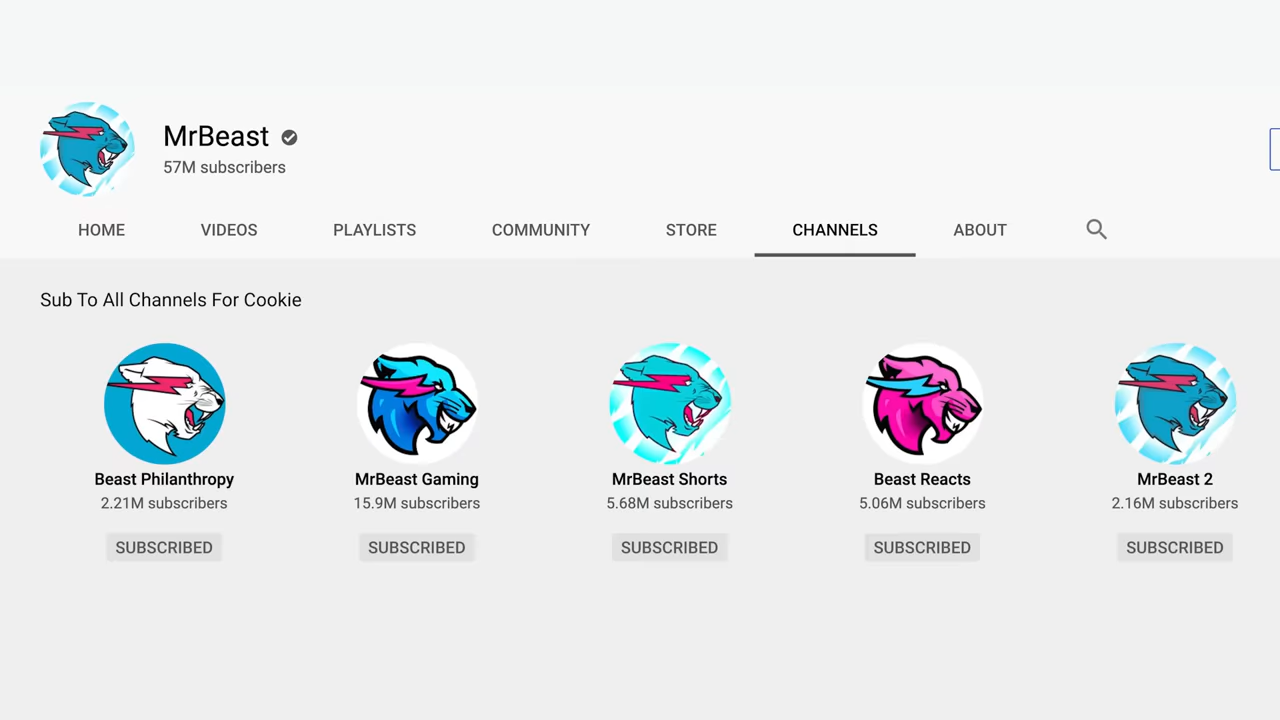 MrBeast
57M subscribers
HOME VIDEOS PLAYLISTS COMMUNITY STORE CHANNELS ABOUT
Sub To All Channels For Cookie
Beast Philanthropy MrBeast Gaming MrBeast Shorts Beast Reacts MrBeast 2
2.21M subscribers 15.9M subscribers 5.68M subscribers 5.06M subscribers 2.16M subscribers
SUBSCRIBED SUBSCRIBED SUBSCRIBED SUBSCRIBED SUBSCRIBED